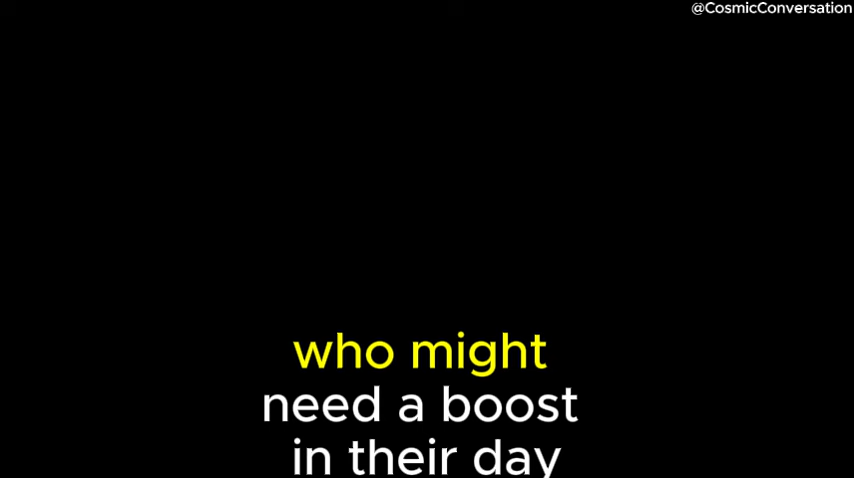 @CosmicConversation
who might
need a boost
in their day